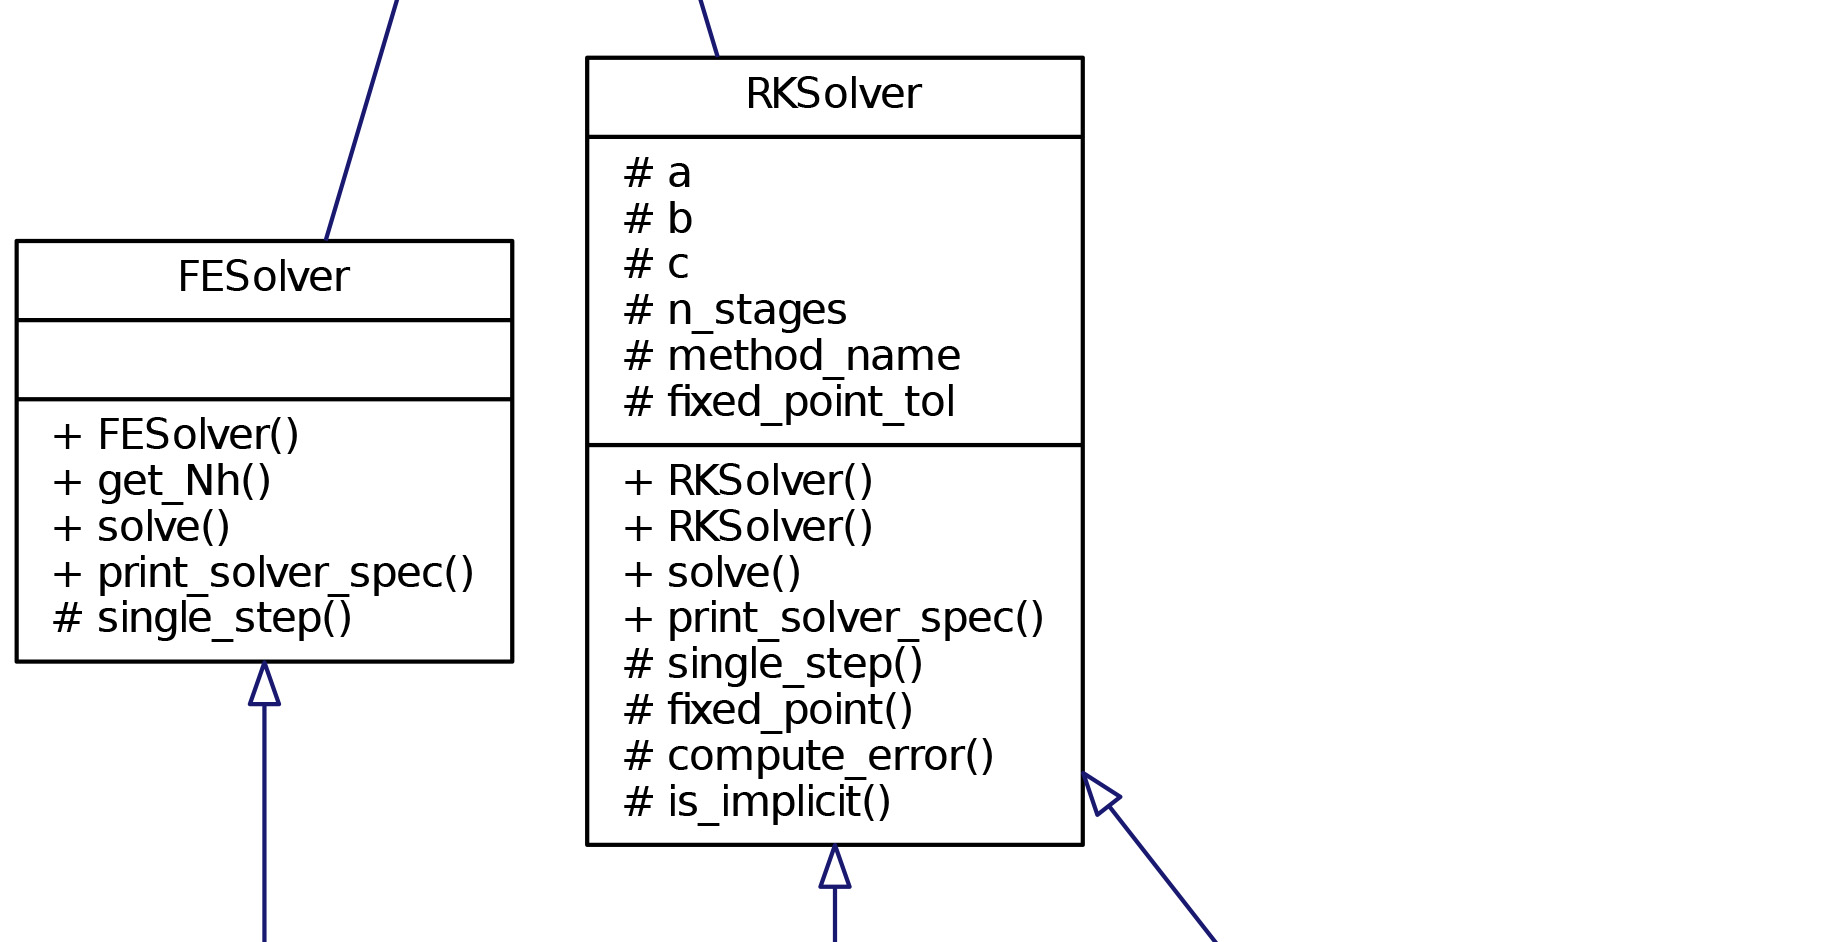 RKSolver
# a
# b
# c
# n_stages
# method_name
# fixed_point_tol
+ RKSolver()
+ RKSolver()
+ solve()
+ print_solver_spec()
# single_step()
# fixed_point()
# compute_error()
# is_implicit()
FESolver
+ FESolver()
+ get_Nh()
+ solve()
+ print_solver_spec()
# single_step()